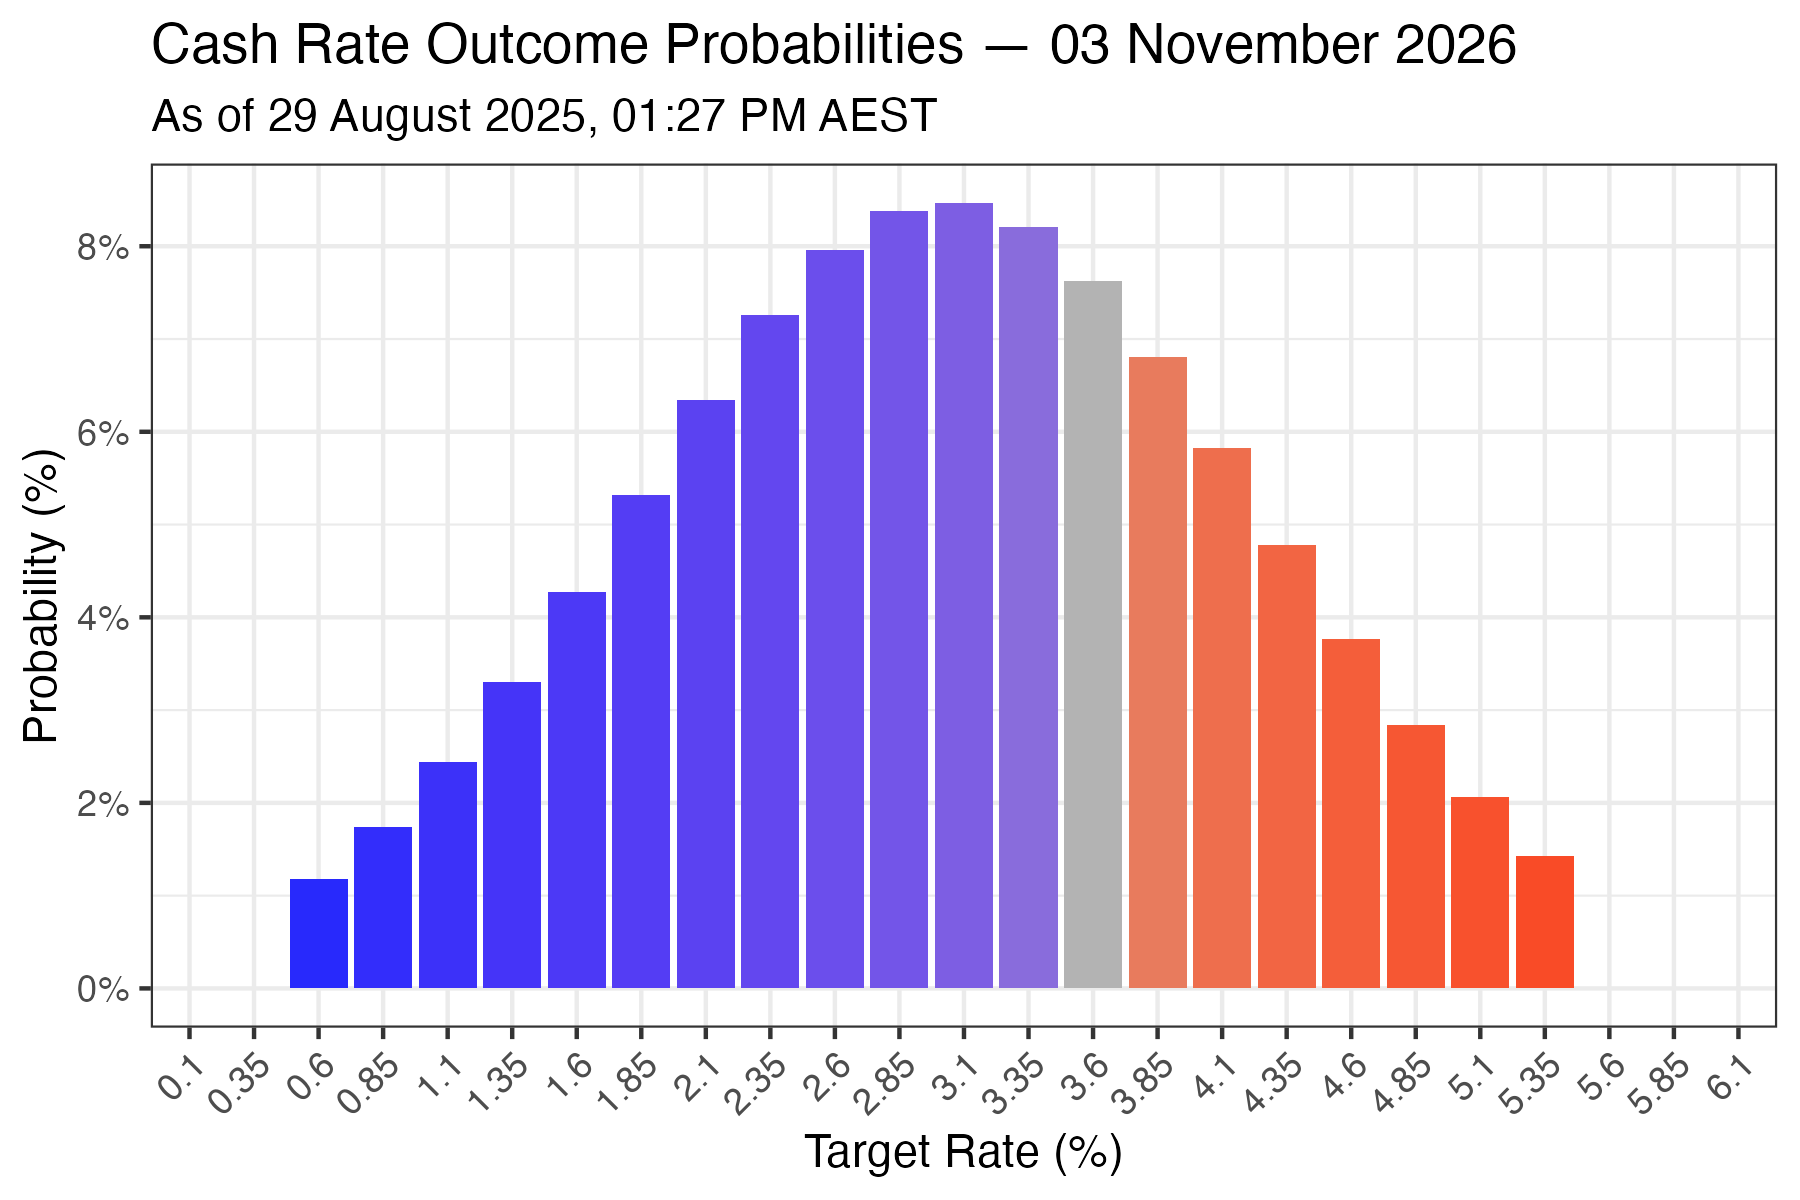 Cash Rate Outcome Probabilities — 03 November 2026
As of 29 August 2025, 01:27 PM AEST
Probability (%)
8%
6%
4%
2%
0%
0.1 0.35 0.6 0.85 1.1 1.35 1.6 1.85 2.1 2.35 2.6 2.85 3.1 3.35 3.6 3.85 4.1 4.35 4.6 4.85 5.1 5.35 5.6 5.85 6.1
Target Rate (%)